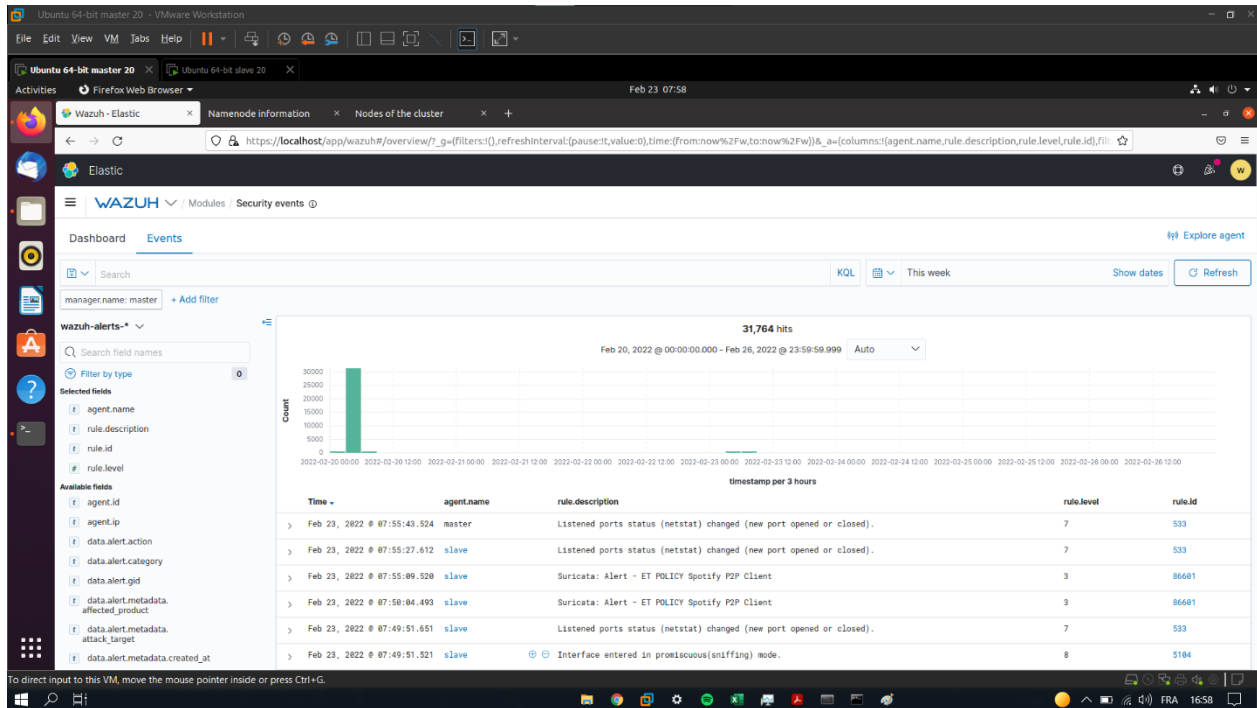 Ubuntu 64-bit master 20 - VMware Workstation
File Edit View VM Tabs Help
Ubuntu 64-bit master 20 Ubuntu 64-bit slave 20
Activities Firefox Web Browser Feb 23 07:58
Wazuh - Elastic Namenode information Nodes of the cluster
https://localhost/app/wazuh#/overview/?_g=(filters:!(),refreshInterval:(pause:!t,value:0),time:(from:now%2Fw,to:now%2Fw))&_a=(columns:!(agent.name,rule.description,rule.level,rule.id),fil
Elastic W
WAZUH / Modules / Security events
Dashboard Events Explore agent
Search KQL This week Show dates Refresh
manager.name: master + Add filter
wazuh-alerts-* 31,764 hits
Search field names Feb 20, 2022 @ 00:00:00.000 - Feb 26, 2022 @ 23:59:59.999 Auto
Filter by type 0
Selected fields
t agent.name
t rule.description
t rule.id
# rule.level
Available fields
t agent.id
t agent.ip
t data.alert.action
t data.alert.category
t data.alert.gid
t data.alert.metadata.
affected_product
t data.alert.metadata.
attack_target
t data.alert.metadata.created_at
Count
30000
25000
20000
15000
10000
5000
0
2022-02-20 00:00 2022-02-20 12:00 2022-02-21 00:00 2022-02-21 12:00 2022-02-22 00:00 2022-02-22 12:00 2022-02-23 00:00 2022-02-23 12:00 2022-02-24 00:00 2022-02-24 12:00 2022-02-25 00:00 2022-02-25 12:00 2022-02-26 00:00 2022-02-26 12:00
timestamp per 3 hours
Time agent.name rule.description rule.level rule.id
Feb 23, 2022 @ 07:55:43.524 master Listened ports status (netstat) changed (new port opened or closed). 7 533
Feb 23, 2022 @ 07:55:27.612 slave Listened ports status (netstat) changed (new port opened or closed). 7 533
Feb 23, 2022 @ 07:55:09.520 slave Suricata: Alert - ET POLICY Spotify P2P Client 3 86601
Feb 23, 2022 @ 07:50:04.493 slave Suricata: Alert - ET POLICY Spotify P2P Client 3 86601
Feb 23, 2022 @ 07:49:51.651 slave Listened ports status (netstat) changed (new port opened or closed). 7 533
Feb 23, 2022 @ 07:49:51.521 slave Interface entered in promiscuous(sniffing) mode. 8 5104
To direct input to this VM, move the mouse pointer inside or press Ctrl+G.
FRA 16:58